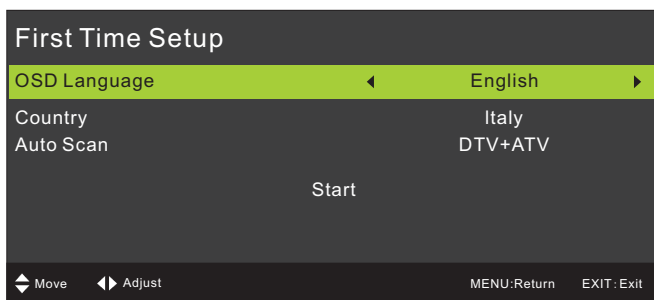 First Time Setup
OSD Language English
Country Italy
Auto Scan DTV+ATV
Start
Move Adjust MENU:Return EXIT:Exit